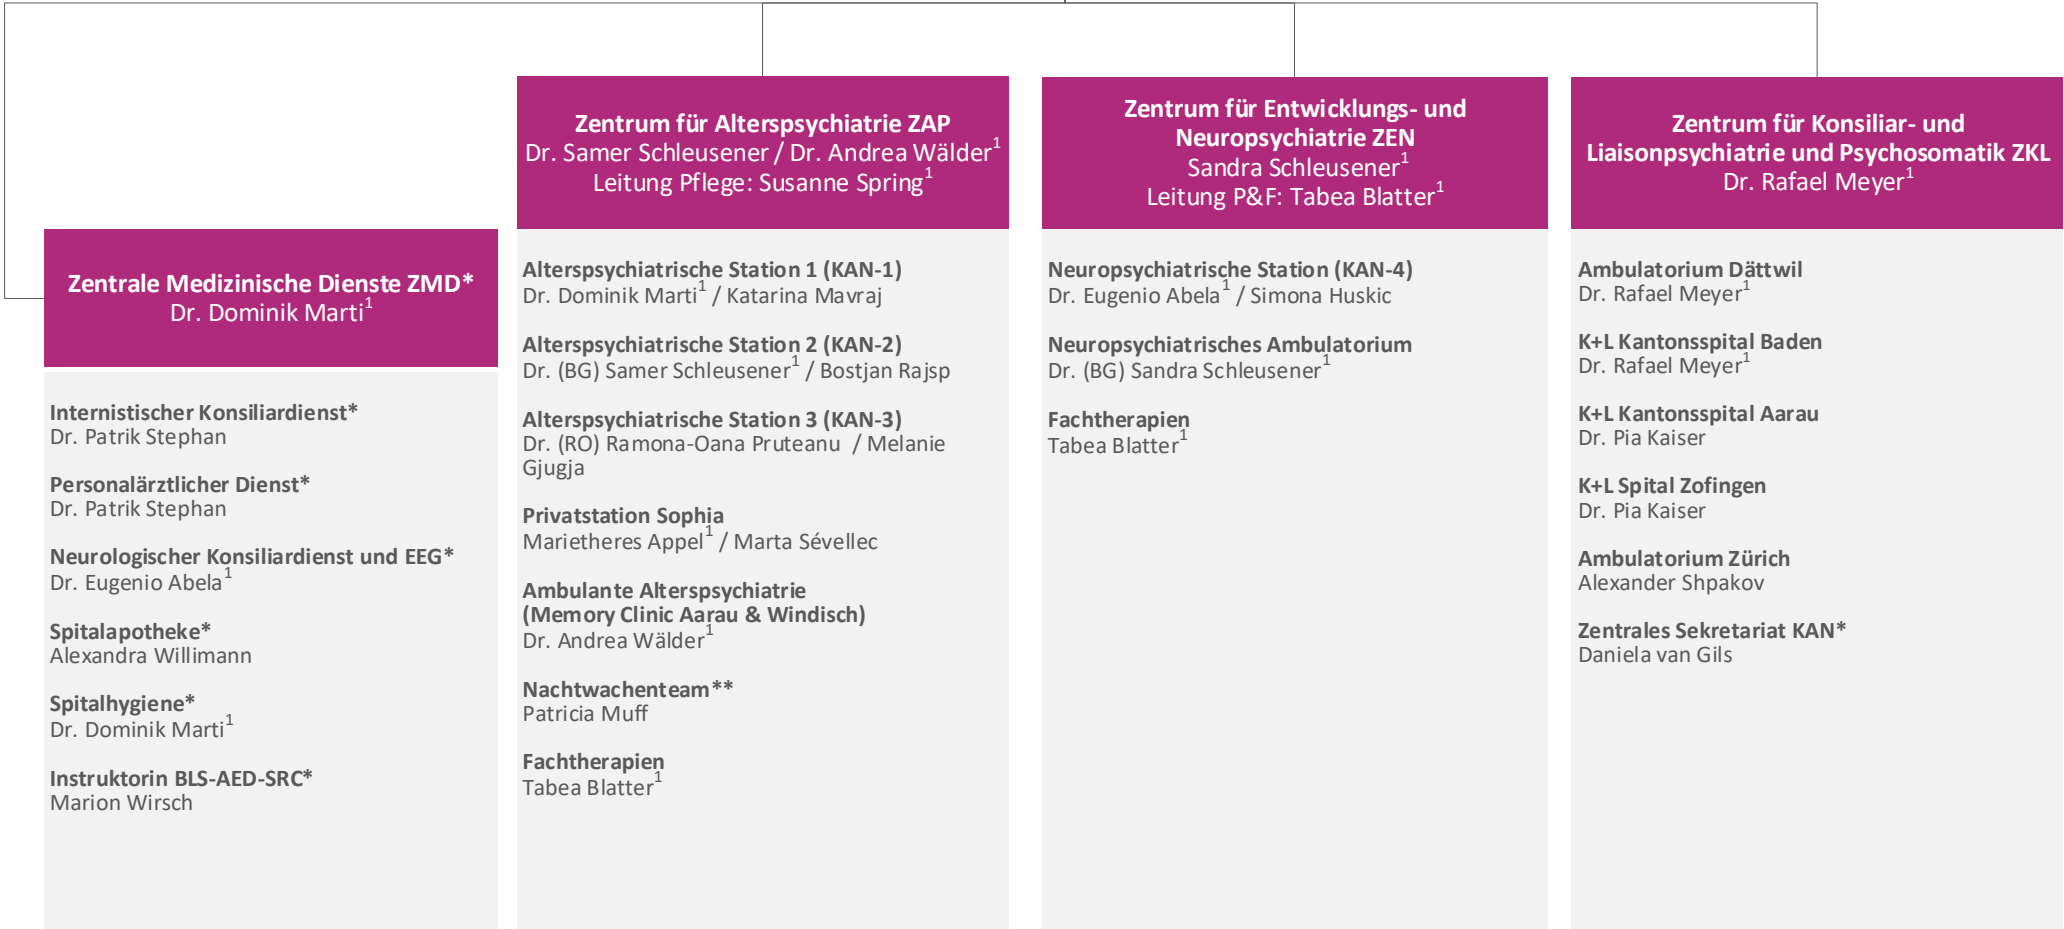 Zentrale Medizinische Dienste ZMD*
Dr. Dominik Marti¹
Internistischer Konsiliardienst*
Dr. Patrik Stephan
Personalärztlicher Dienst*
Dr. Patrik Stephan
Neurologischer Konsiliardienst und EEG*
Dr. Eugenio Abela¹
Spitalapotheke*
Alexandra Willimann
Spitalhygiene*
Dr. Dominik Marti¹
Instruktorin BLS-AED-SRC*
Marion Wirsch
Zentrum für Alterspsychiatrie ZAP
Dr. Samer Schleusener / Dr. Andrea Wälder¹
Leitung Pflege: Susanne Spring¹
Alterspsychiatrische Station 1 (KAN-1)
Dr. Dominik Marti¹ / Katarina Mavraj
Alterspsychiatrische Station 2 (KAN-2)
Dr. (BG) Samer Schleusener¹ / Bostjan Rajsp
Alterspsychiatrische Station 3 (KAN-3)
Dr. (RO) Ramona-Oana Pruteanu / Melanie
Gjugja
Privatstation Sophia
Marietheres Appel¹ / Marta Sévellec
Ambulante Alterspsychiatrie
(Memory Clinic Aarau & Windisch)
Dr. Andrea Wälder¹
Nachtwachenteam**
Patricia Muff
Fachtherapien
Tabea Blatter¹
Zentrum für Entwicklungs- und
Neuropsychiatrie ZEN
Sandra Schleusener¹
Leitung P&F: Tabea Blatter¹
Neuropsychiatrische Station (KAN-4)
Dr. Eugenio Abela¹ / Simona Huskic
Neuropsychiatrisches Ambulatorium
Dr. (BG) Sandra Schleusener¹
Fachtherapien
Tabea Blatter¹
Zentrum für Konsiliar- und
Liaisonpsychiatrie und Psychosomatik ZKL
Dr. Rafael Meyer¹
Ambulatorium Dättwil
Dr. Rafael Meyer¹
K+L Kantonsspital Baden
Dr. Rafael Meyer¹
K+L Kantonsspital Aarau
Dr. Pia Kaiser
K+L Spital Zofingen
Dr. Pia Kaiser
Ambulatorium Zürich
Alexander Shpakov
Zentrales Sekretariat KAN*
Daniela van Gils